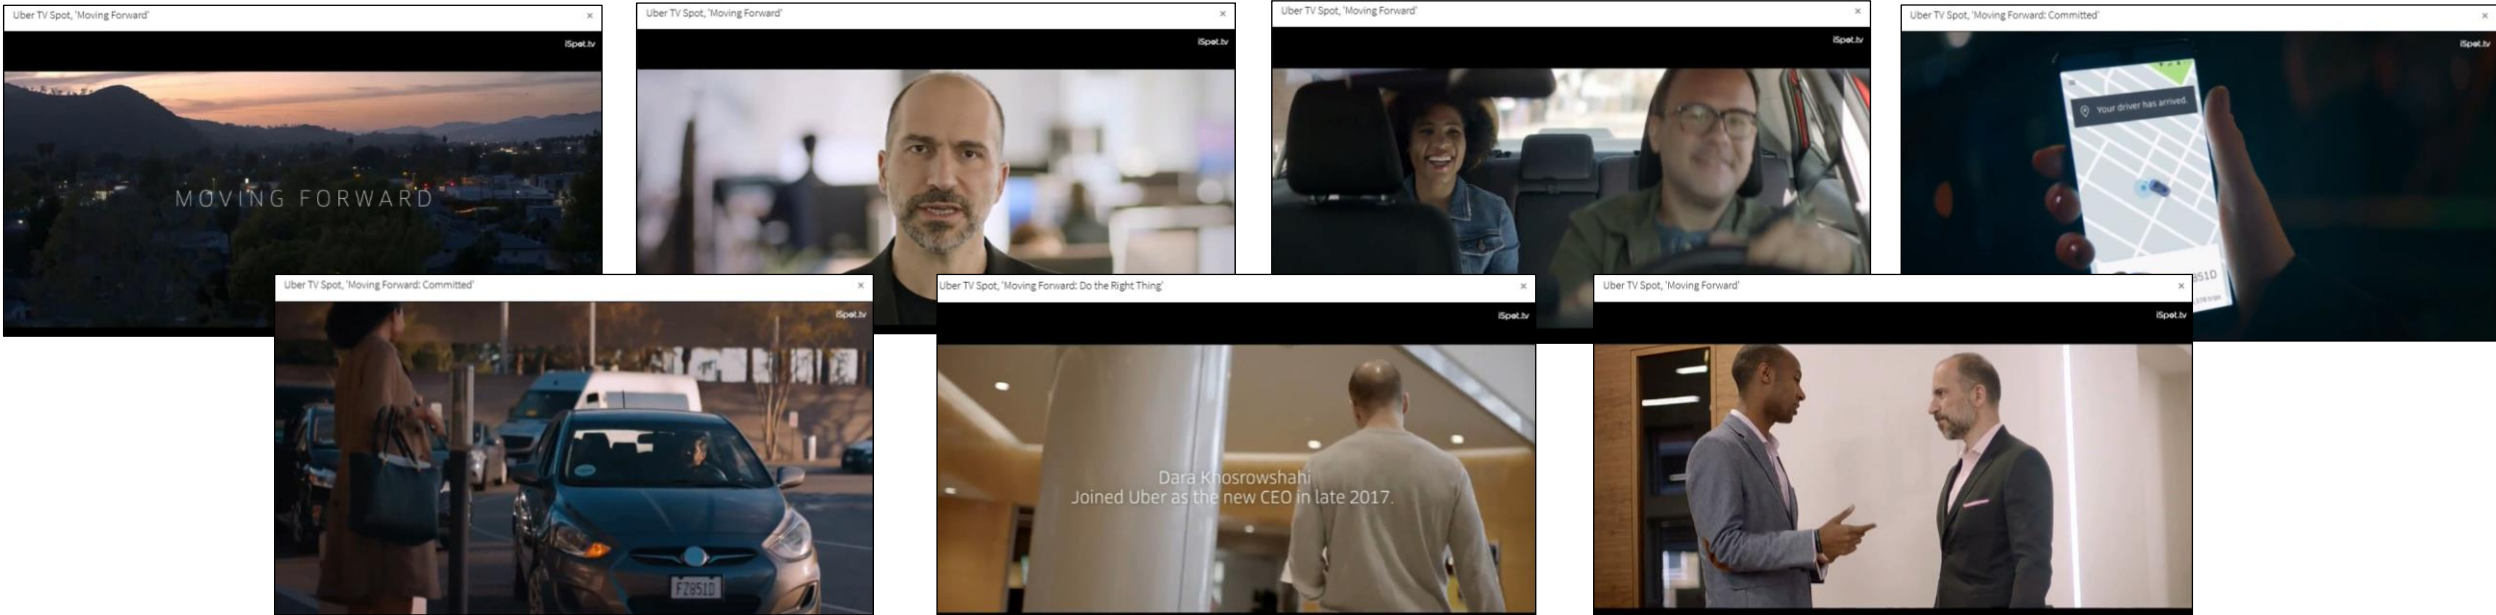 Uber TV Spot, 'Moving Forward' ×
iSpot.tv
MOVING FORWARD
Uber TV Spot, 'Moving Forward' ×
iSpot.tv
Uber TV Spot, 'Moving Forward' ×
iSpot.tv
Uber TV Spot, 'Moving Forward: Committed' ×
iSpot.tv
Your driver has arrived.
851D
Uber TV Spot, 'Moving Forward: Committed' ×
iSpot.tv
FZ851D
Uber TV Spot, 'Moving Forward: Do the Right Thing' ×
iSpot.tv
Dara Khosrowshahi
Joined Uber as the new CEO in late 2017.
Uber TV Spot, 'Moving Forward' ×
iSpot.tv